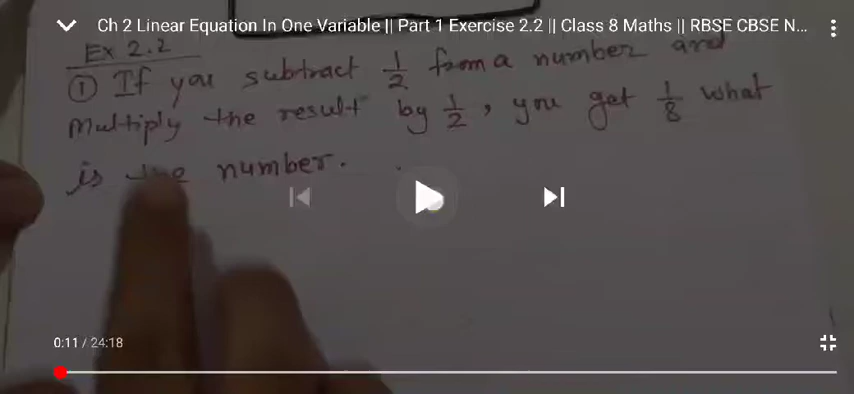 Ch 2 Linear Equation In One Variable || Part 1 Exercise 2.2 || Class 8 Maths || RBSE CBSE N...
Ex 2.2
① If you subtract 1/2 from a number and
Multiply the result by 1/2, you get 1/8 what
is the number.
0:11 / 24:18